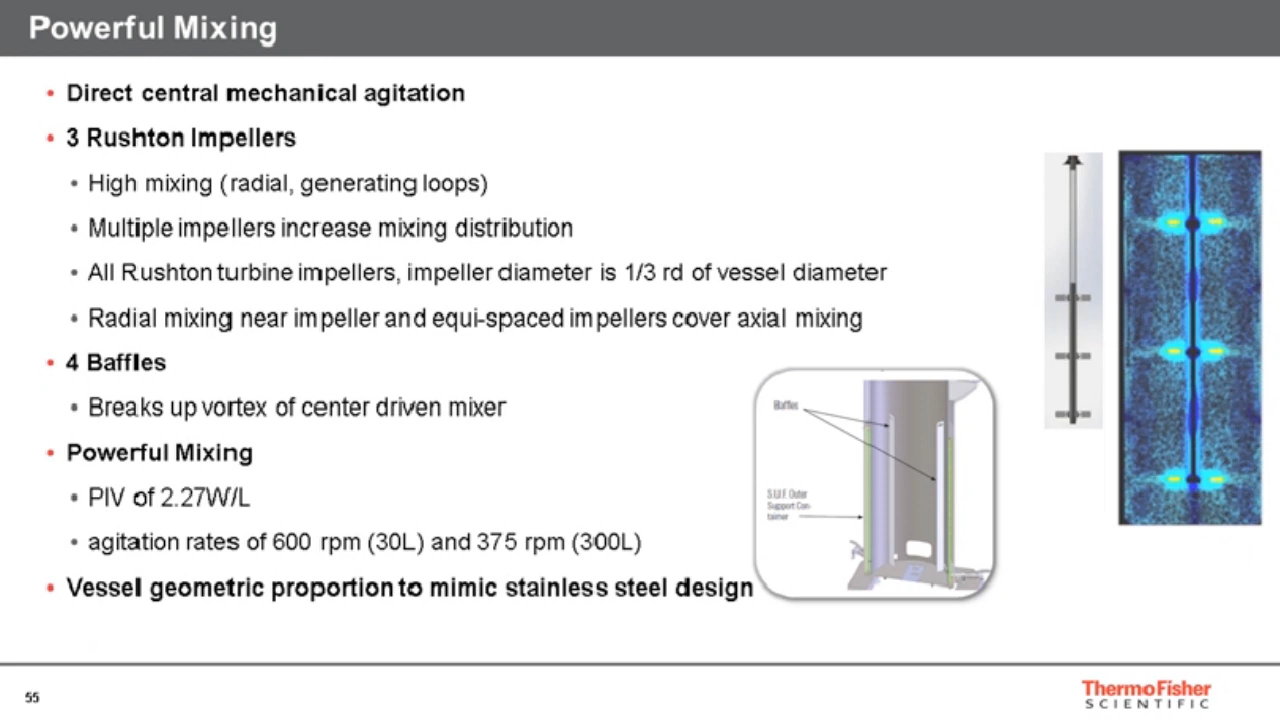 Powerful Mixing
• Direct central mechanical agitation
• 3 Rushton Impellers
• High mixing (radial, generating loops)
• Multiple impellers increase mixing distribution
• All Rushton turbine impellers, impeller diameter is 1/3 rd of vessel diameter
• Radial mixing near impeller and equi-spaced impellers cover axial mixing
• 4 Baffles
• Breaks up vortex of center driven mixer
• Powerful Mixing
• PIV of 2.27W/L
• agitation rates of 600 rpm (30L) and 375 rpm (300L)
• Vessel geometric proportion to mimic stainless steel design
Baffles
S.U.F. Outer
Support Con-
tainer
55
ThermoFisher
SCIENTIFIC